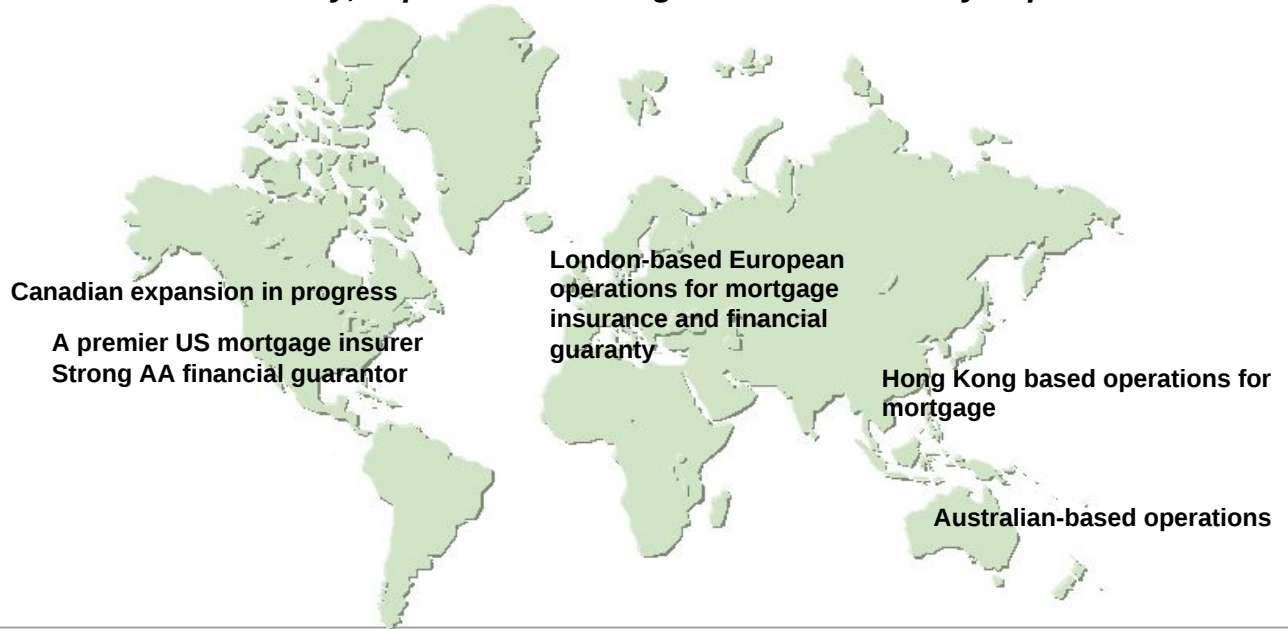 Canadian expansion in progress
A premier US mortgage insurer
Strong AA financial guarantor
London-based European
operations for mortgage
insurance and financial
guaranty
Hong Kong based operations for
mortgage
Australian-based operations